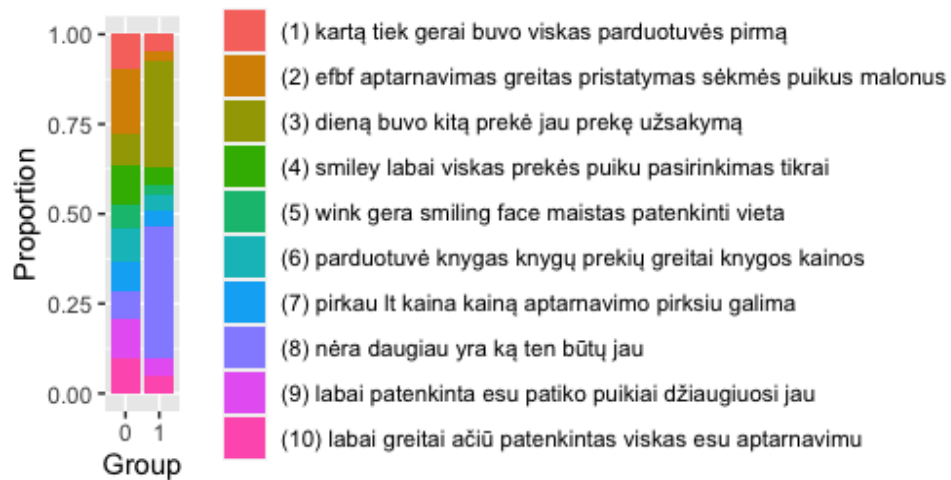 1.00
0.75
0.50
0.25
0.00
Proportion
0 1
Group
(1) kartą tiek gerai buvo viskas parduotuvės pirmą
(2) efbf aptarnavimas greitas pristatymas sėkmės puikus malonus
(3) dieną buvo kitą prekė jau prekę užsakymą
(4) smiley labai viskas prekės puiku pasirinkimas tikrai
(5) wink gera smiling face maistas patenkinti vieta
(6) parduotuvė knygas knygų prekių greitai knygos kainos
(7) pirkau lt kaina kainą aptarnavimo pirksiu galima
(8) nėra daugiau yra ką ten būtų jau
(9) labai patenkinta esu patiko puikiai džiaugiuosi jau
(10) labai greitai ačiū patenkintas viskas esu aptarnavimu